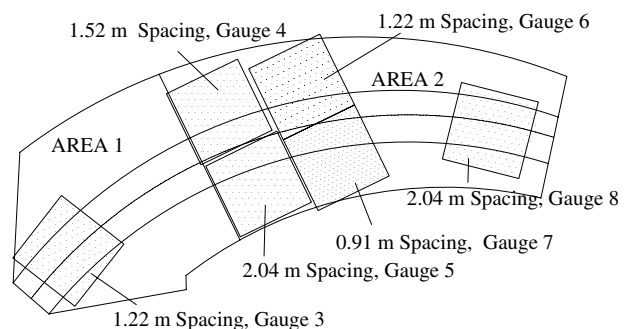 1.52 m Spacing, Gauge 4
1.22 m Spacing, Gauge 6
AREA 2
AREA 1
2.04 m Spacing, Gauge 8
0.91 m Spacing, Gauge 7
2.04 m Spacing, Gauge 5
1.22 m Spacing, Gauge 3